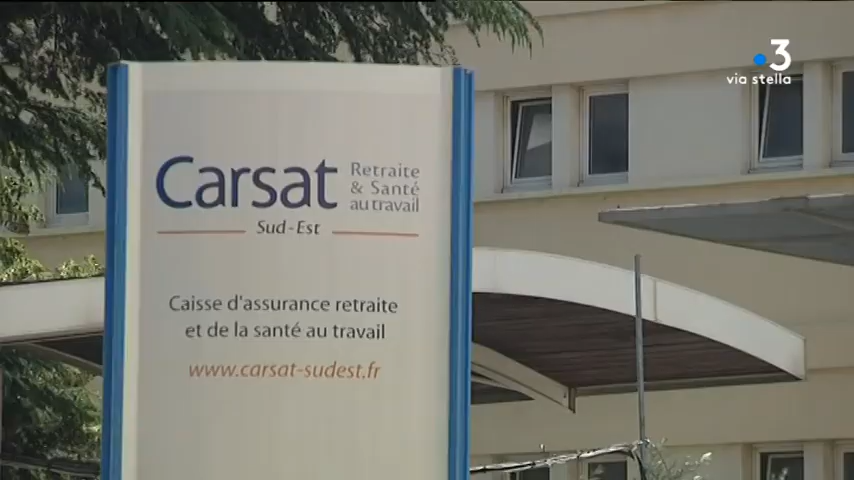 3
via stella
Carsat
Retraite
& Santé
au travail
Sud-Est
Caisse d'assurance retraite
et de la santé au travail
www.carsat-sudest.fr